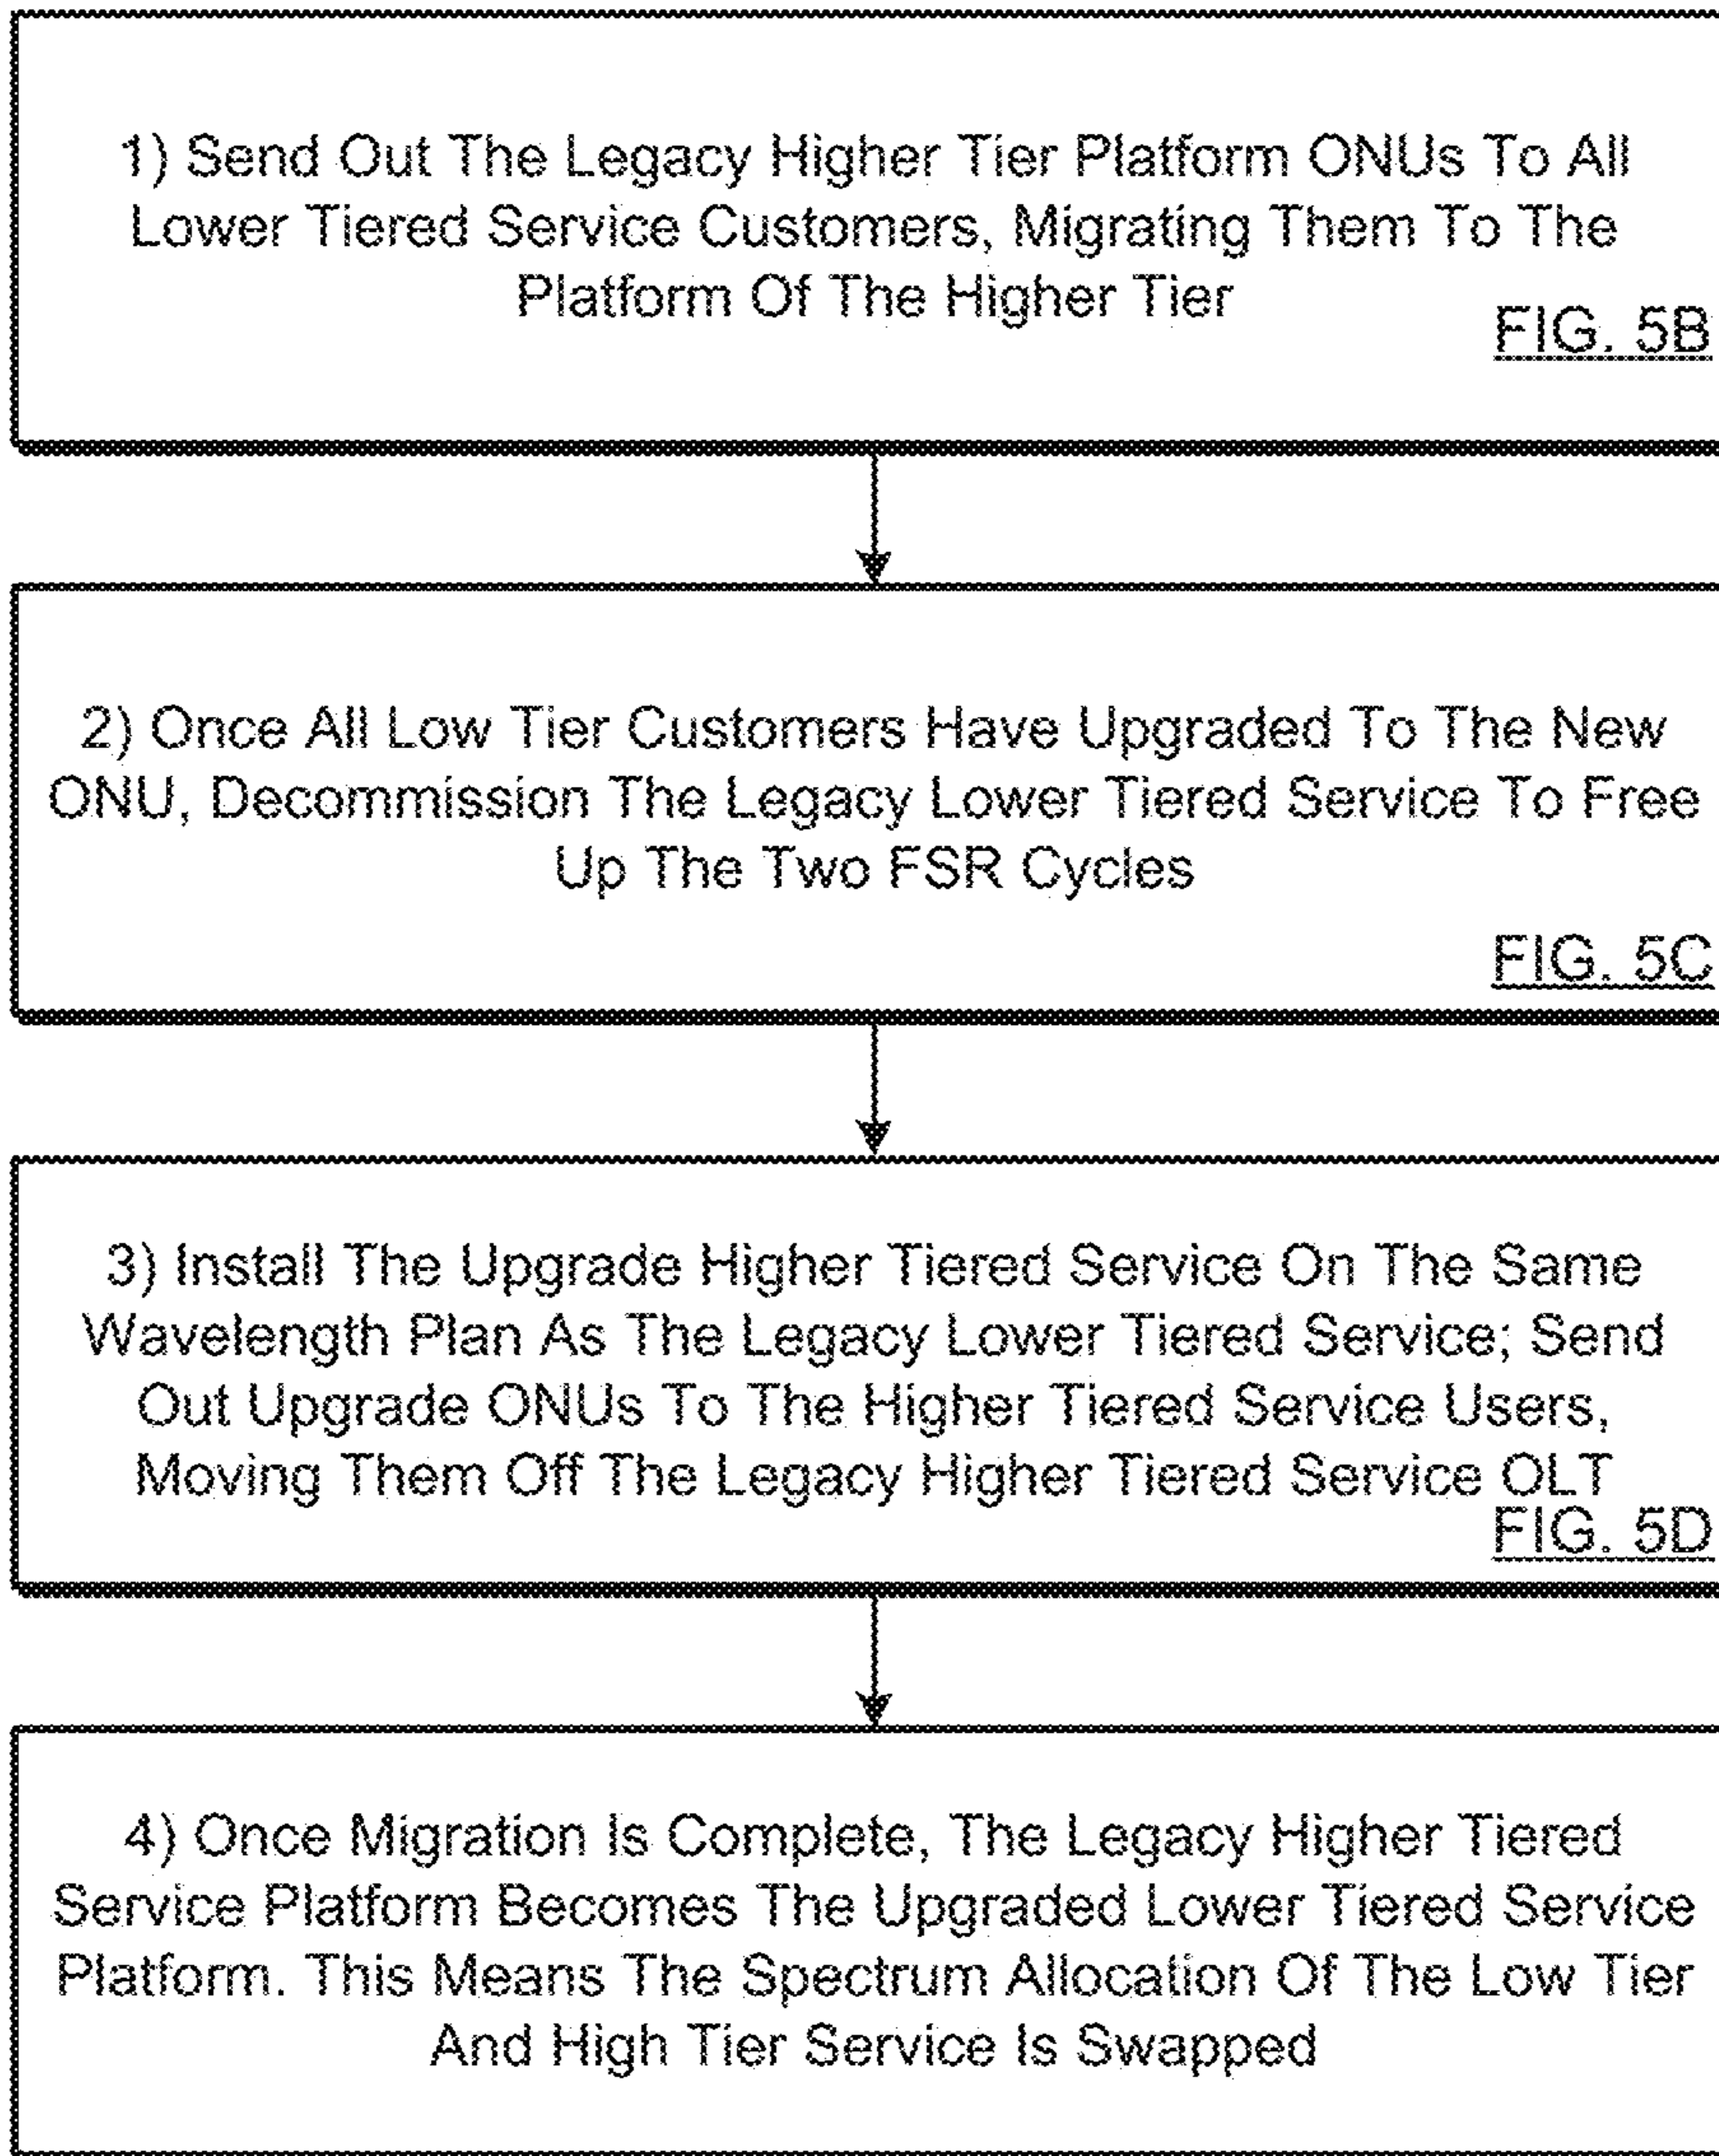 1) Send Out The Legacy Higher Tier Platform ONUs To All
Lower Tiered Service Customers, Migrating Them To The
Platform Of The Higher Tier
FIG. 5B
2) Once All Low Tier Customers Have Upgraded To The New
ONU, Decommission The Legacy Lower Tiered Service To Free
Up The Two FSR Cycles
FIG. 5C
3) Install The Upgrade Higher Tiered Service On The Same
Wavelength Plan As The Legacy Lower Tiered Service; Send
Out Upgrade ONUs To The Higher Tiered Service Users,
Moving Them Off The Legacy Higher Tiered Service OLT
FIG. 5D
4) Once Migration Is Complete, The Legacy Higher Tiered
Service Platform Becomes The Upgraded Lower Tiered Service
Platform. This Means The Spectrum Allocation Of The Low Tier
And High Tier Service Is Swapped